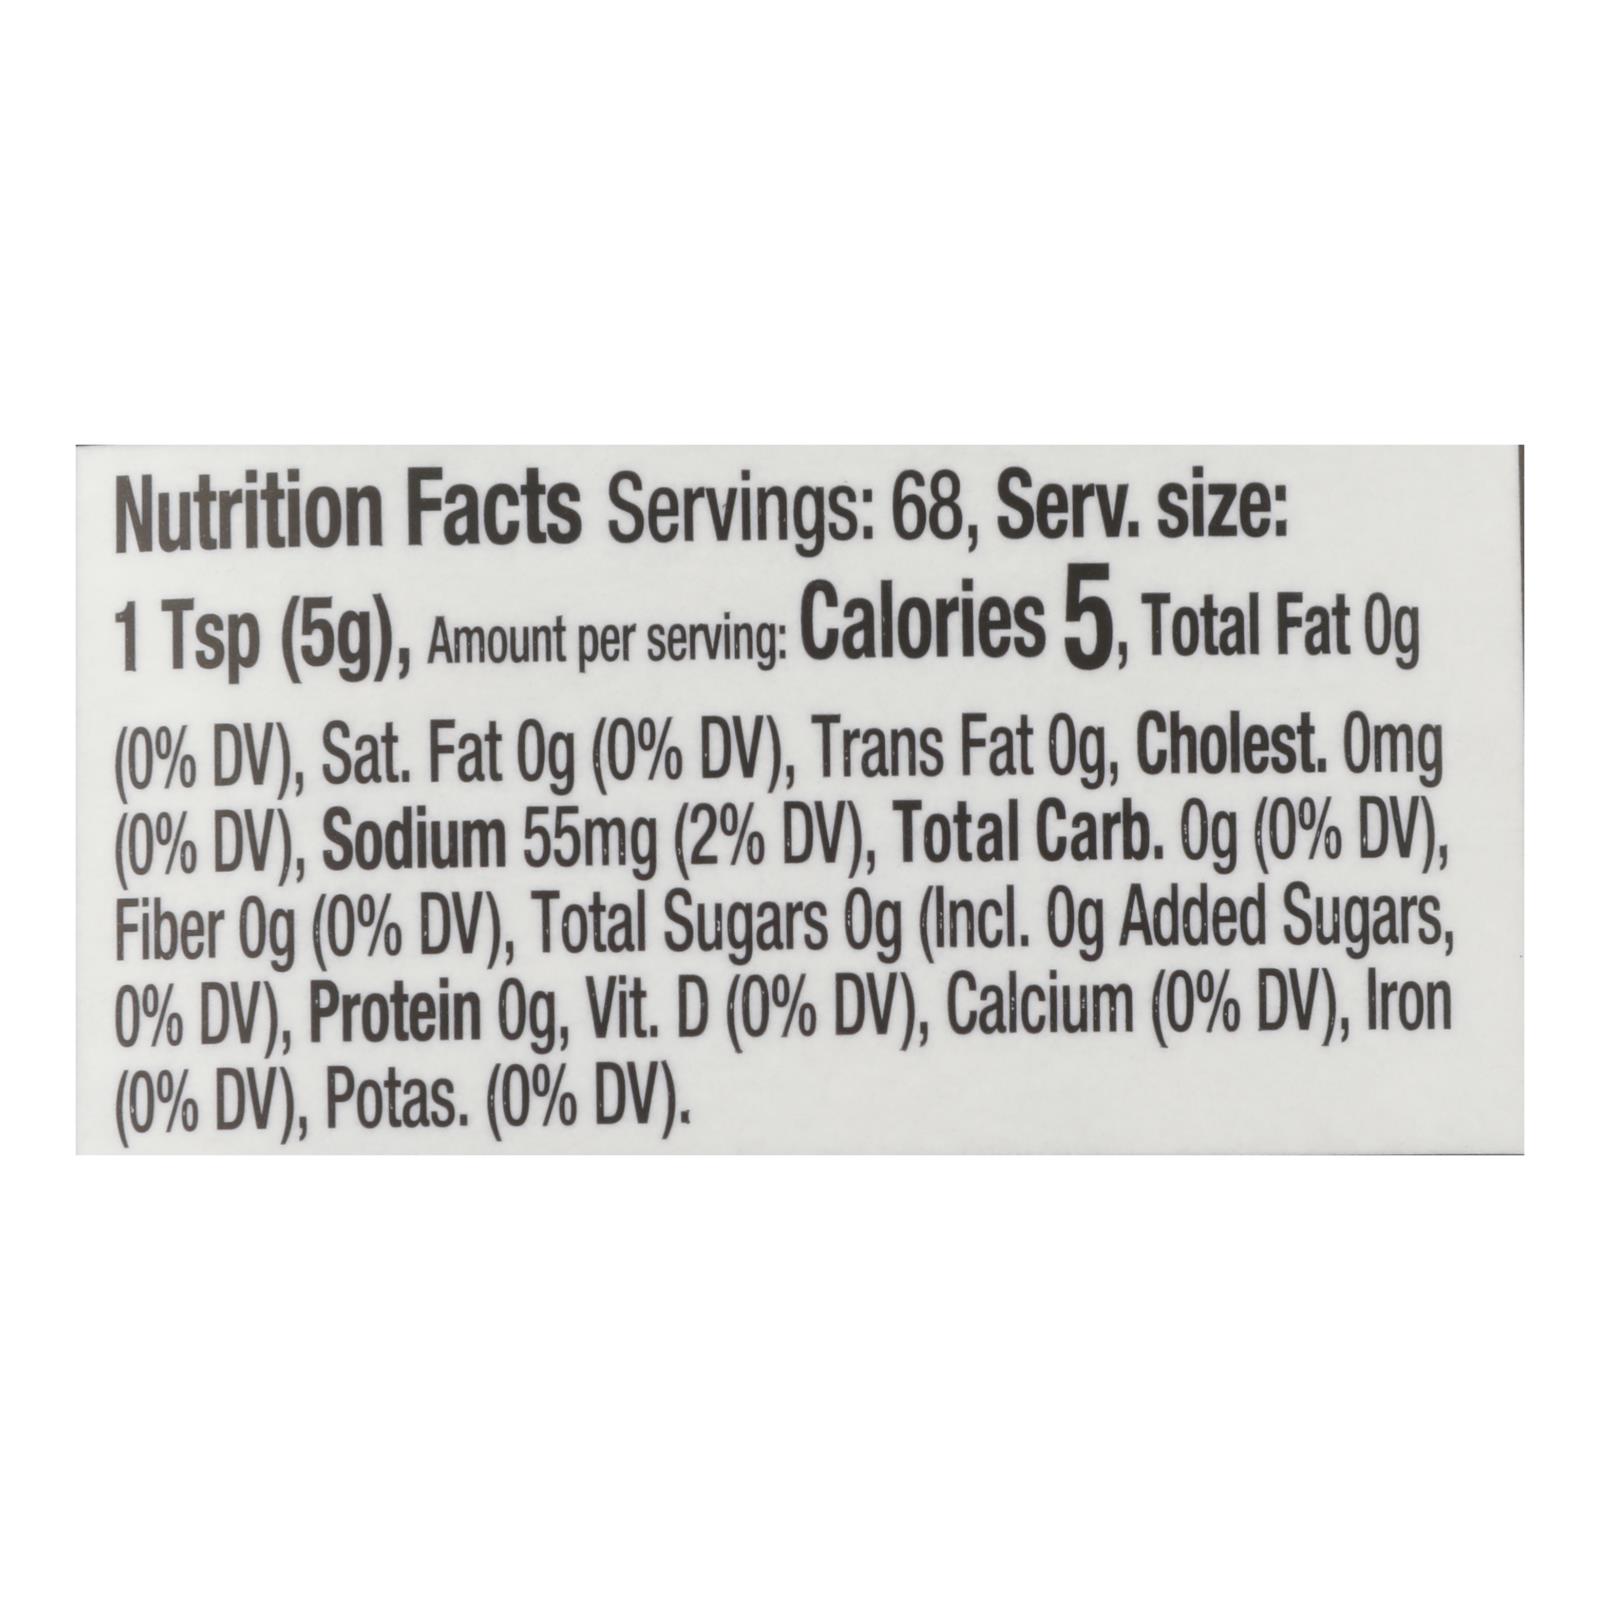 Nutrition Facts Servings: 68, Serv. size:
1 Tsp (5g), Amount per serving: Calories 5, Total Fat 0g
(0% DV), Sat. Fat 0g (0% DV), Trans Fat 0g, Cholest. 0mg
(0% DV), Sodium 55mg (2% DV), Total Carb. 0g (0% DV),
Fiber 0g (0% DV), Total Sugars 0g (Incl. 0g Added Sugars,
0% DV), Protein 0g, Vit. D (0% DV), Calcium (0% DV), Iron
(0% DV), Potas. (0% DV).